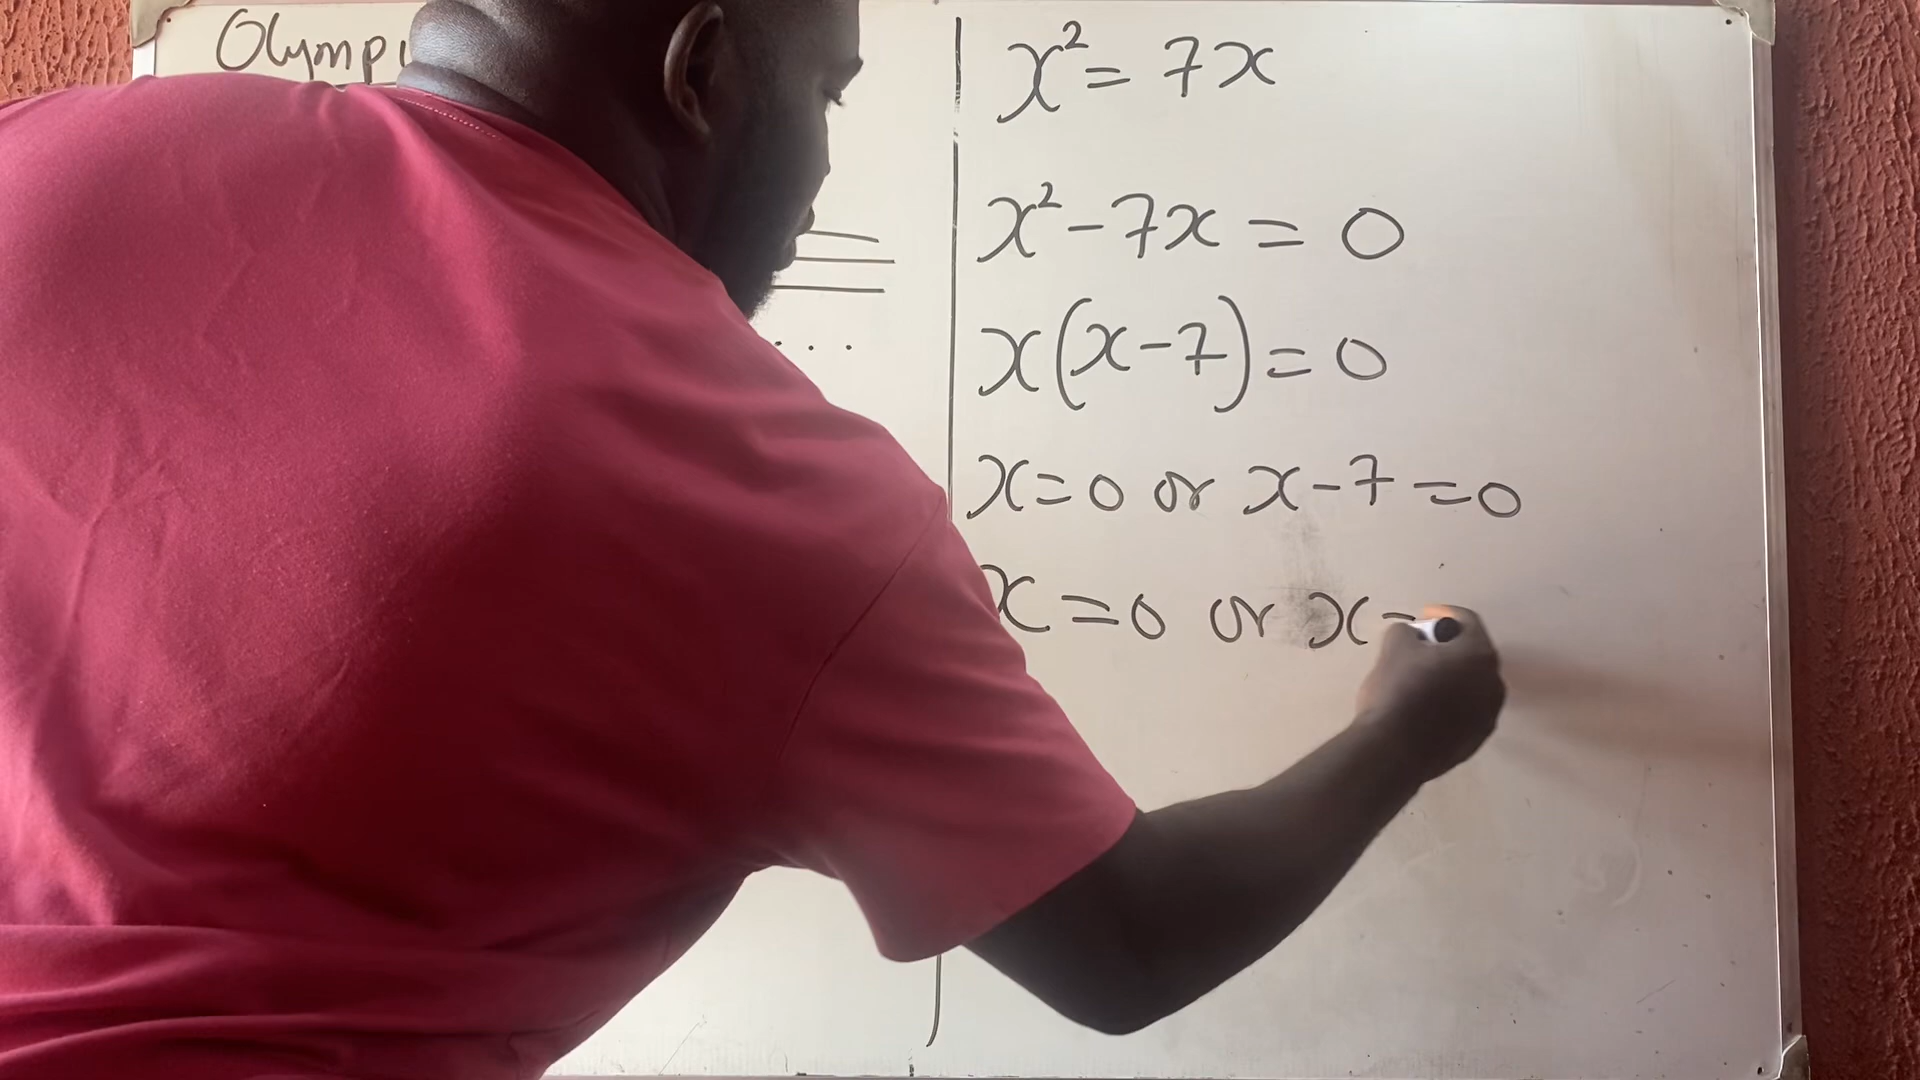 Olymp
x² = 7x
x² - 7x = 0
x(x - 7) = 0
x = 0 or x - 7 = 0
x = 0 or x